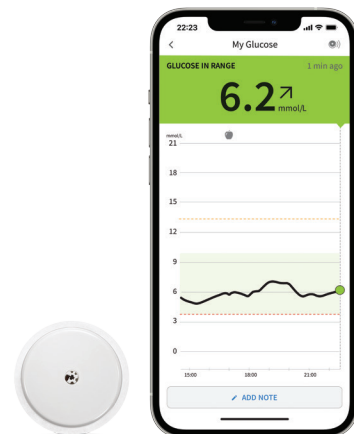 22:23
My Glucose
GLUCOSE IN RANGE 1 min ago
6.2 mmol/L
mmol/L
21
18
15
12
9
6
3
0
15:00 18:00 21:00
ADD NOTE